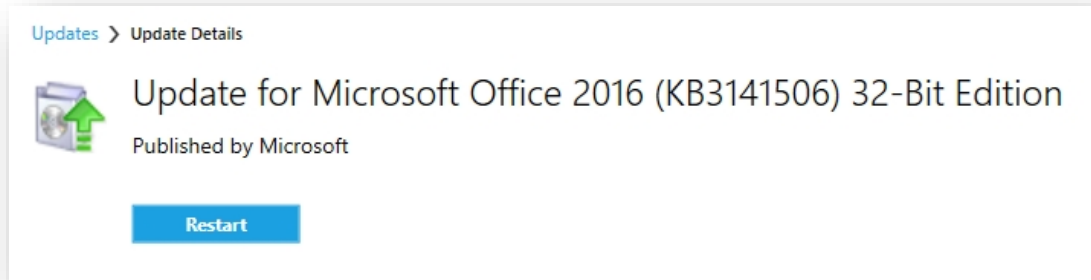 Updates > Update Details
Update for Microsoft Office 2016 (KB3141506) 32-Bit Edition
Published by Microsoft
Restart